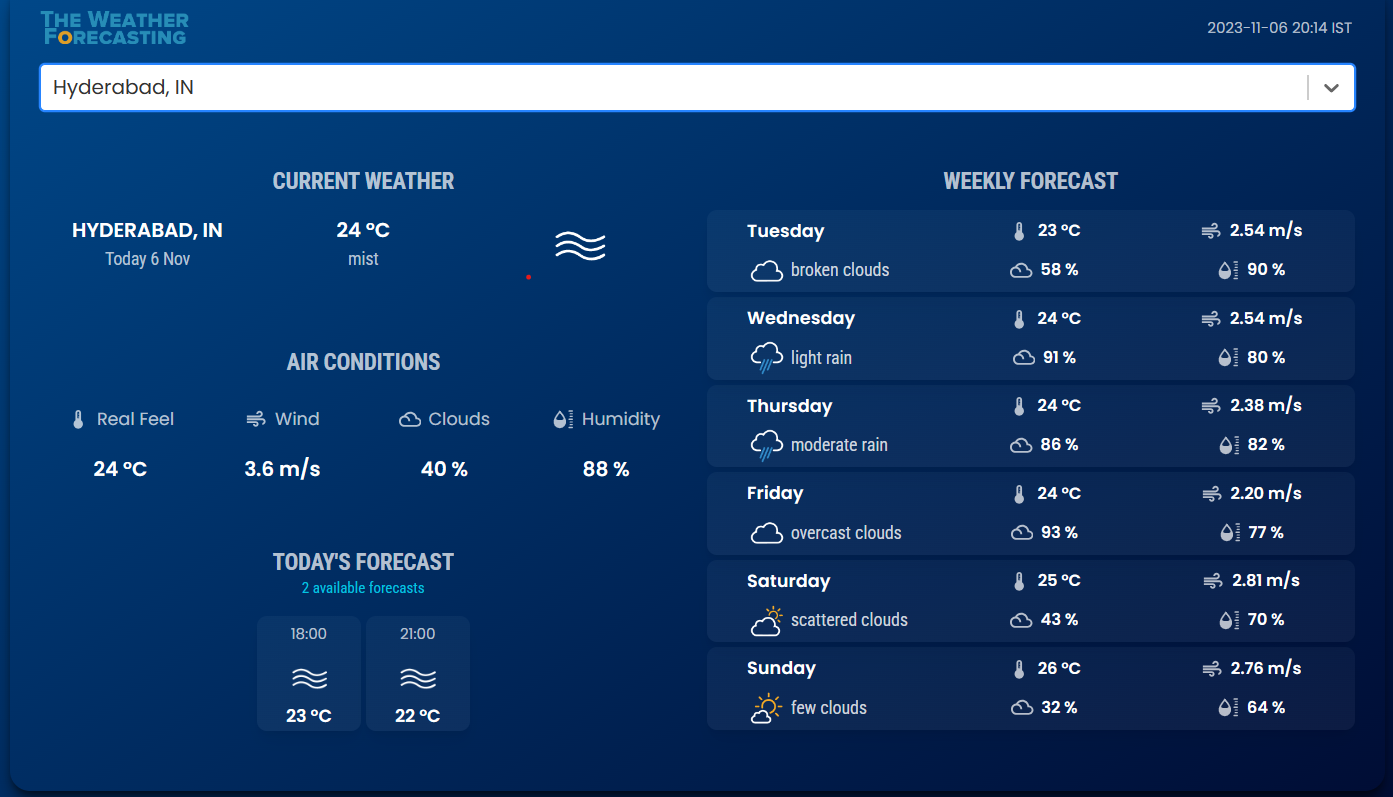 THE WEATHER
FORECASTING
2023-11-06 20:14 IST
Hyderabad, IN
CURRENT WEATHER
HYDERABAD, IN
Today 6 Nov
24 °C
mist
AIR CONDITIONS
Real Feel
24 °C
Wind
3.6 m/s
Clouds
40 %
Humidity
88 %
TODAY'S FORECAST
2 available forecasts
18:00
23 °C
21:00
22 °C
WEEKLY FORECAST
Tuesday 23 °C 2.54 m/s
broken clouds 58 % 90 %
Wednesday 24 °C 2.54 m/s
light rain 91 % 80 %
Thursday 24 °C 2.38 m/s
moderate rain 86 % 82 %
Friday 24 °C 2.20 m/s
overcast clouds 93 % 77 %
Saturday 25 °C 2.81 m/s
scattered clouds 43 % 70 %
Sunday 26 °C 2.76 m/s
few clouds 32 % 64 %